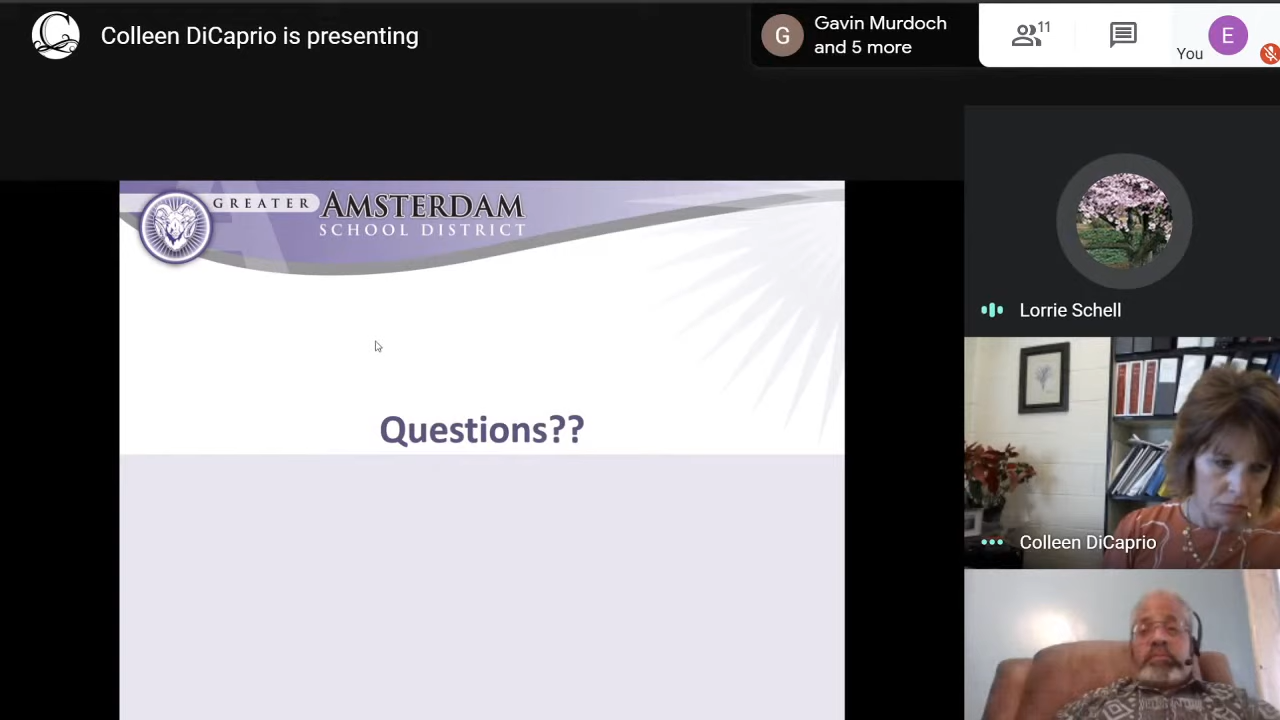 Colleen DiCaprio is presenting
G
Gavin Murdoch
and 5 more
11
You
E
GREATER
AMSTERDAM
SCHOOL DISTRICT
Questions??
Lorrie Schell
Colleen DiCaprio